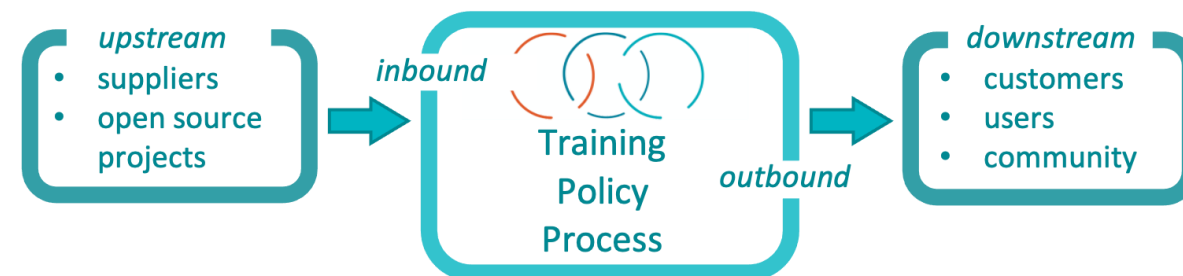 upstream
• suppliers
• open source
projects
inbound
Training
Policy
Process
outbound
downstream
• customers
• users
• community